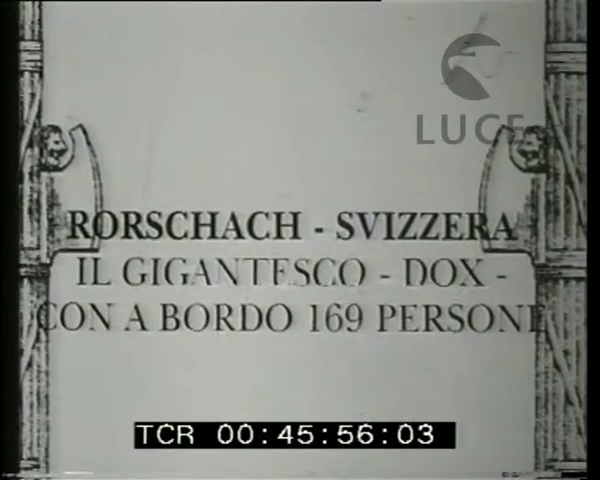 LUCE
RORSCHACH - SVIZZERA
IL GIGANTESCO - DOX -
CON A BORDO 169 PERSONE
TCR 00:45:56:03